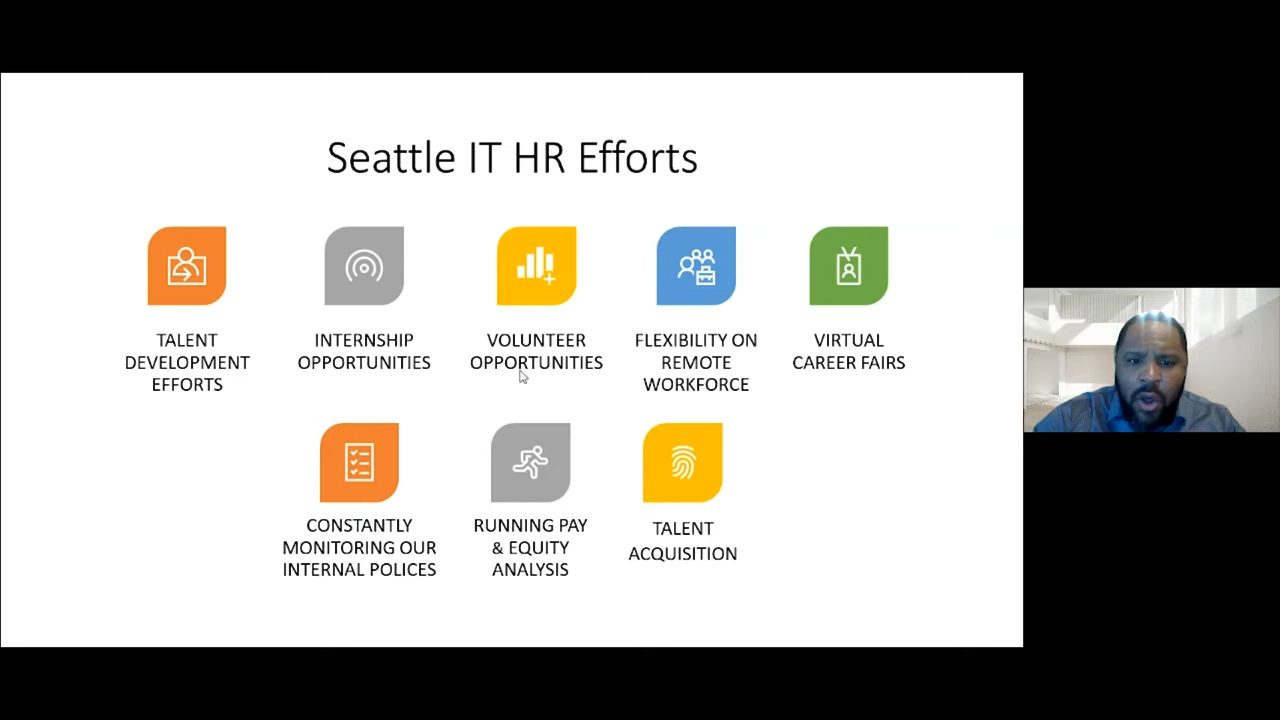 Seattle IT HR Efforts
TALENT
DEVELOPMENT
EFFORTS
INTERNSHIP
OPPORTUNITIES
VOLUNTEER
OPPORTUNITIES
FLEXIBILITY ON
REMOTE
WORKFORCE
VIRTUAL
CAREER FAIRS
CONSTANTLY
MONITORING OUR
INTERNAL POLICES
RUNNING PAY
& EQUITY
ANALYSIS
TALENT
ACQUISITION